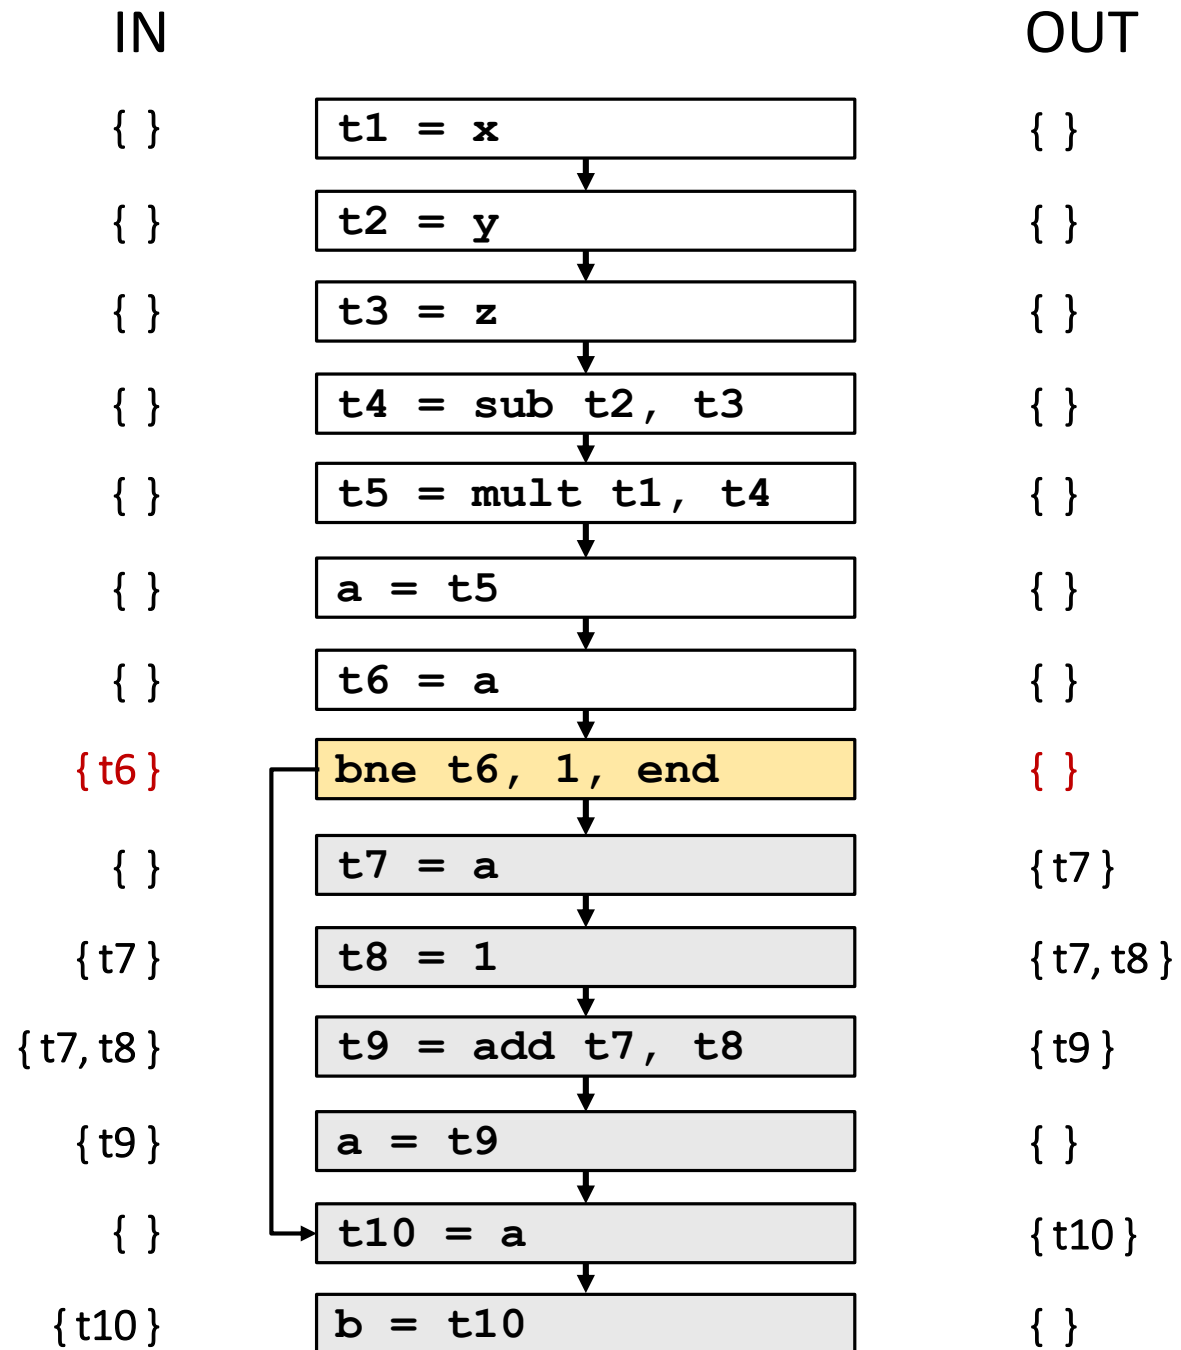 IN OUT
{ } t1 = x { }
{ } t2 = y { }
{ } t3 = z { }
{ } t4 = sub t2, t3 { }
{ } t5 = mult t1, t4 { }
{ } a = t5 { }
{ } t6 = a { }
{ t6 } bne t6, 1, end { }
{ } t7 = a { t7 }
{ t7 } t8 = 1 { t7, t8 }
{ t7, t8 } t9 = add t7, t8 { t9 }
{ t9 } a = t9 { }
{ } t10 = a { t10 }
{ t10 } b = t10 { }